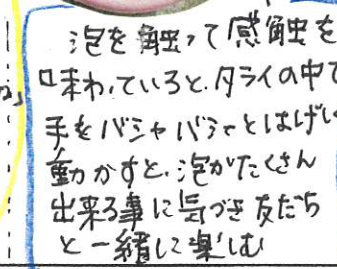 泡を触って感触を
味わっていると、タライの中で
手をバシャバシャとはげし
動かすと、泡がたくさん
出来る事に気づき友だち
と一緒に楽しむ